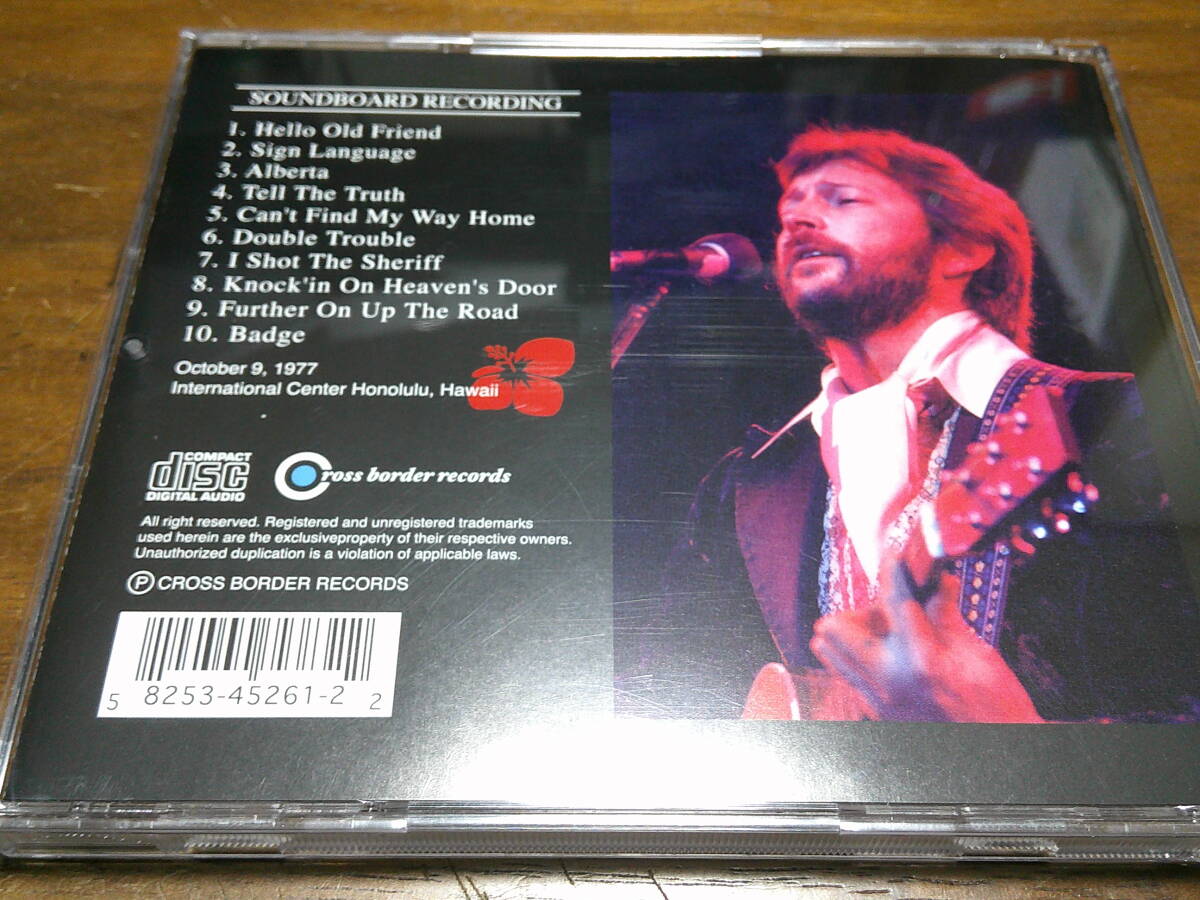 SOUNDBOARD RECORDING
1. Hello Old Friend
2. Sign Language
3. Alberta
4. Tell The Truth
5. Can't Find My Way Home
6. Double Trouble
7. I Shot The Sheriff
8. Knock'in On Heaven's Door
9. Further On Up The Road
10. Badge
October 9, 1977
International Center Honolulu, Hawaii
COMPACT
disc
DIGITAL AUDIO
Cross border records
All right reserved. Registered and unregistered trademarks
used herein are the exclusiveproperty of their respective owners.
Unauthorized duplication is a violation of applicable laws.
Ⓟ CROSS BORDER RECORDS
5 8253-45261-2 2